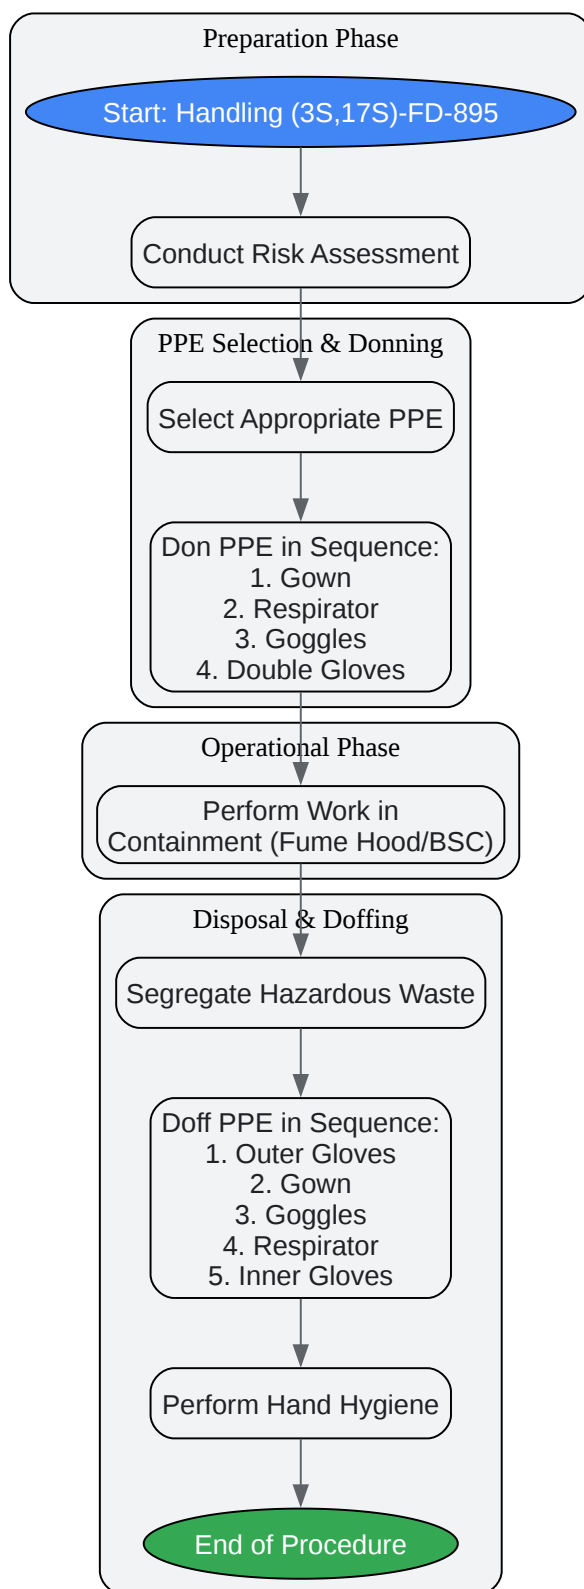 Preparation Phase
Start: Handling (3S,17S)-FD-895
Conduct Risk Assessment
PPE Selection & Donning
Select Appropriate PPE
Don PPE in Sequence:
1. Gown
2. Respirator
3. Goggles
4. Double Gloves
Operational Phase
Perform Work in
Containment (Fume Hood/BSC)
Disposal & Doffing
Segregate Hazardous Waste
Doff PPE in Sequence:
1. Outer Gloves
2. Gown
3. Goggles
4. Respirator
5. Inner Gloves
Perform Hand Hygiene
End of Procedure